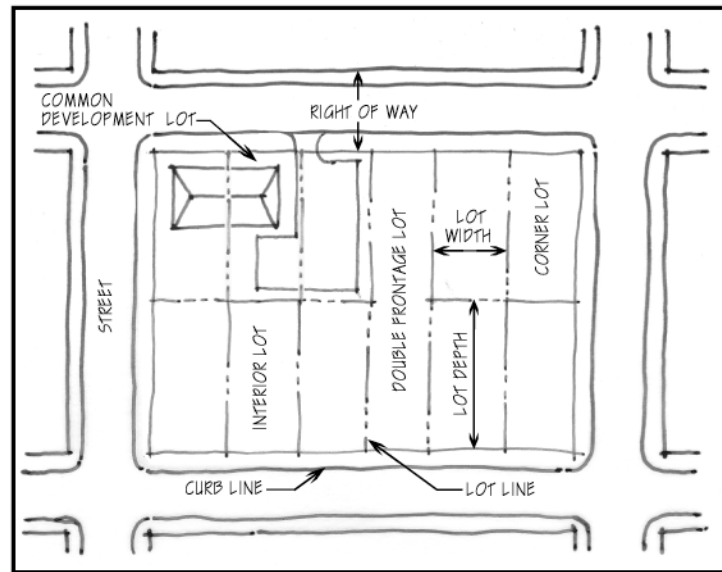 COMMON
DEVELOPMENT LOT
RIGHT OF WAY
LOT
WIDTH
CORNER LOT
DOUBLE FRONTAGE LOT
STREET
INTERIOR LOT
LOT DEPTH
CURB LINE
LOT LINE